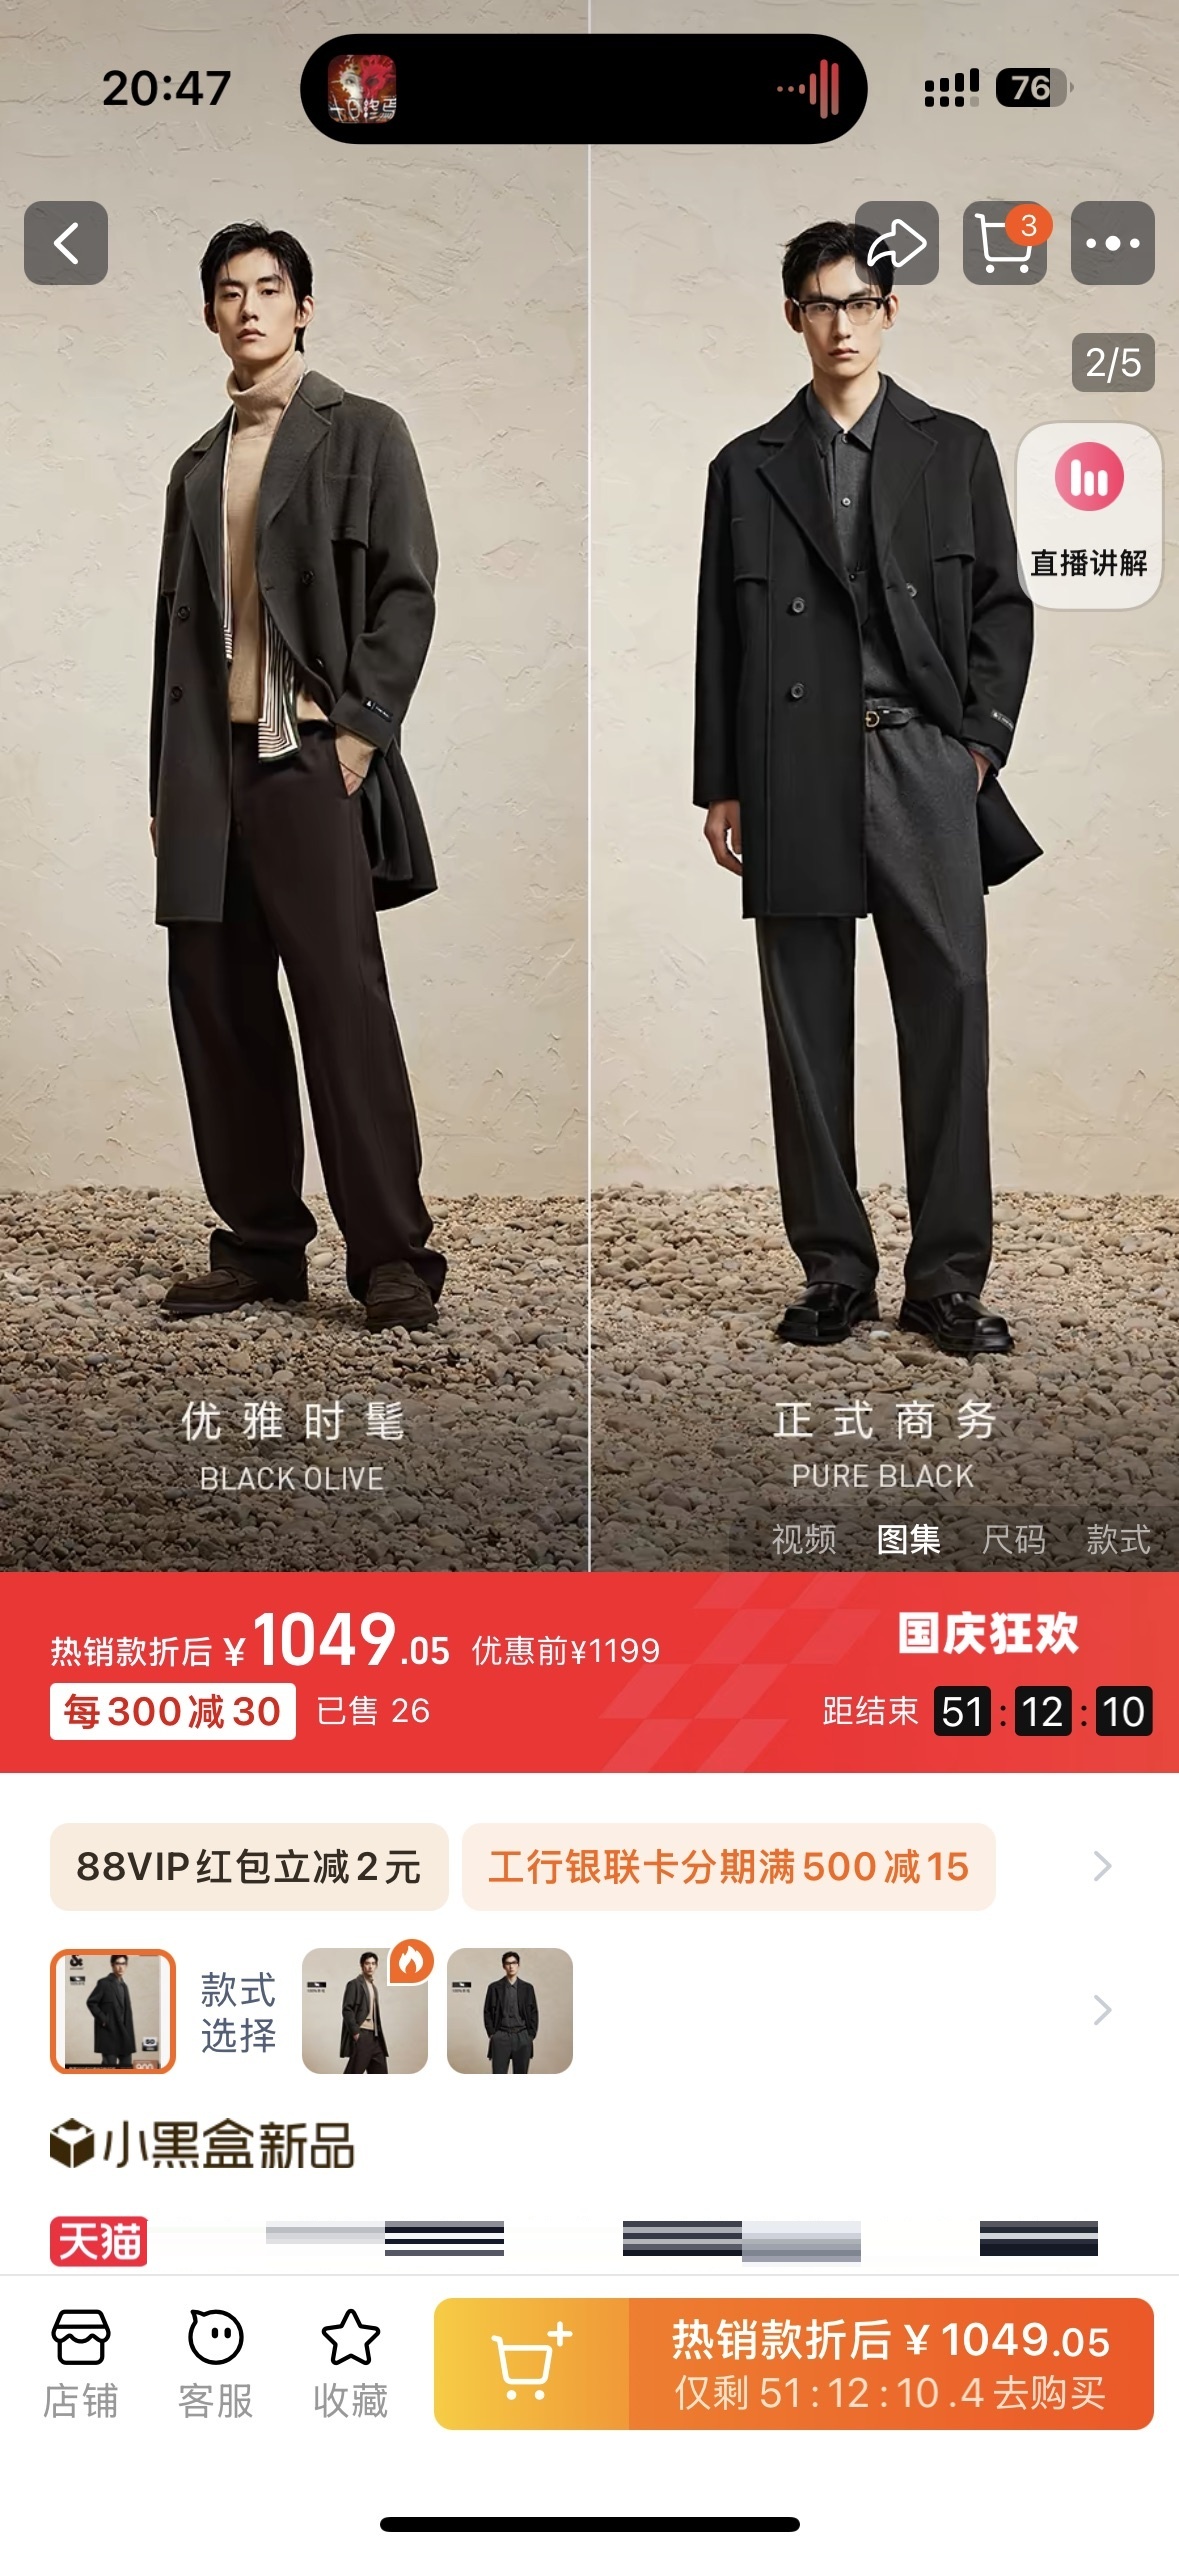 20:47
十日终焉
76
3
2/5
直播讲解
优雅时髦
BLACK OLIVE
正式商务
PURE BLACK
视频 图集 尺码 款式
热销款折后 ¥1049.05 优惠前¥1199
国庆狂欢
每300减30 已售 26
距结束 51:12:10
88VIP红包立减2元
工行银联卡分期满500减15
款式
选择
小黑盒新品
天猫
店铺
客服
收藏
热销款折后 ¥1049.05
仅剩 51:12:10.4 去购买